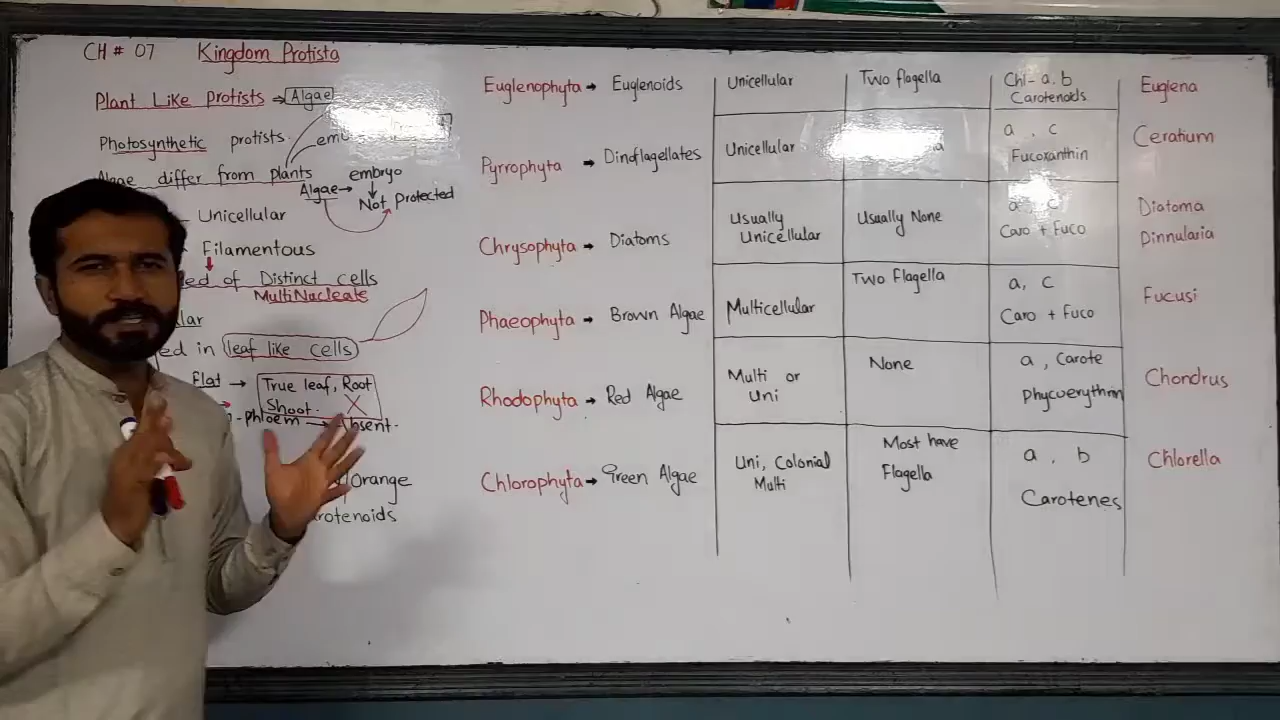 CH # 07 Kingdom Protista
Plant Like Protists ⇒ Algae
Photosynthetic protists.
Algae differ from plants
embryo
Algae → Not Protected
Unicellular
Filamentous
of Distinct cells
MultiNucleate
in leaf like cells
Flat → True leaf, Root
Shoot. X
phloem → Absent.
Orange
Euglenophyta → Euglenoids Unicellular Two flagella Chl- a. b Euglena
Carotenoids
Pyrrophyta → Dinoflagellates Unicellular a , c Ceratium
Fucoxanthin
Chrysophyta → Diatoms Usually Usually None a , c Diatoma
Unicellular Caro + Fuco Dinnularia
Phaeophyta → Brown Algae Multicellular Two Flagella a, c Fucusi
Caro + Fuco
Rhodophyta → Red Algae Multi or None a , Carote Chondrus
Uni Phycoerythrin
Chlorophyta → Green Algae Uni, Colonial Most have a , b Chlorella
Multi Flagella Carotenes